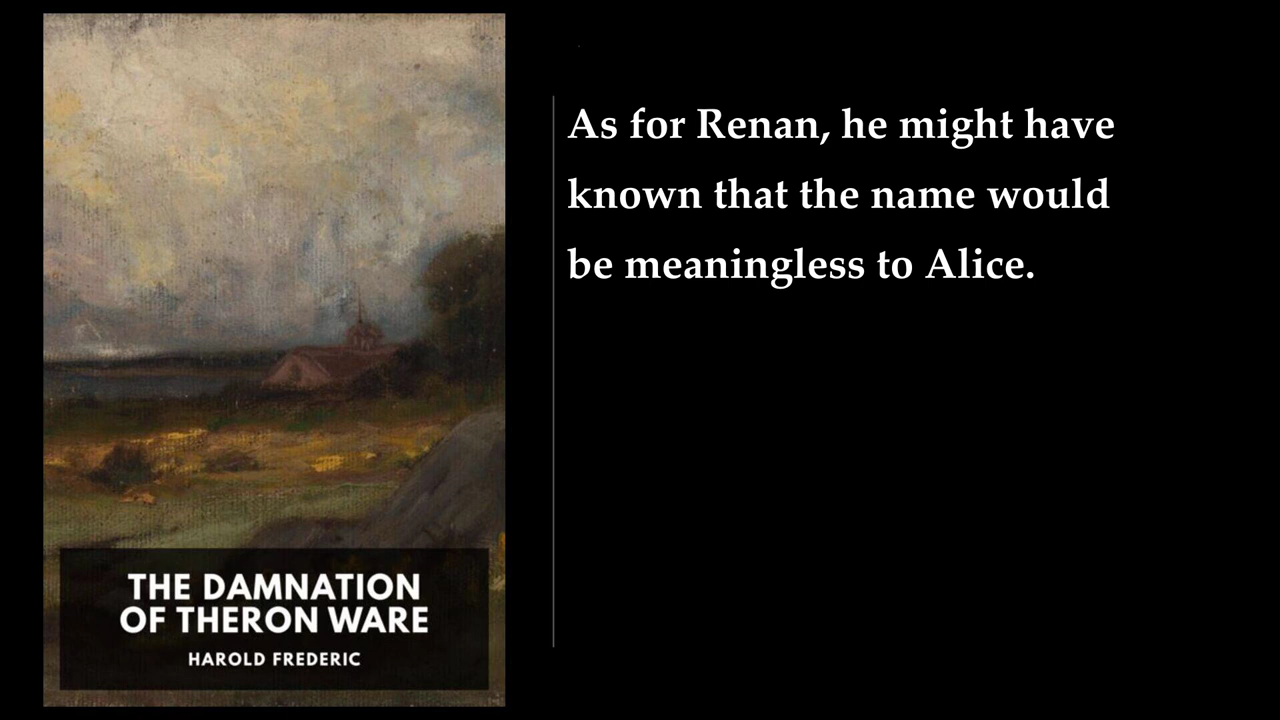 THE DAMNATION
OF THERON WARE
HAROLD FREDERIC
As for Renan, he might have
known that the name would
be meaningless to Alice.